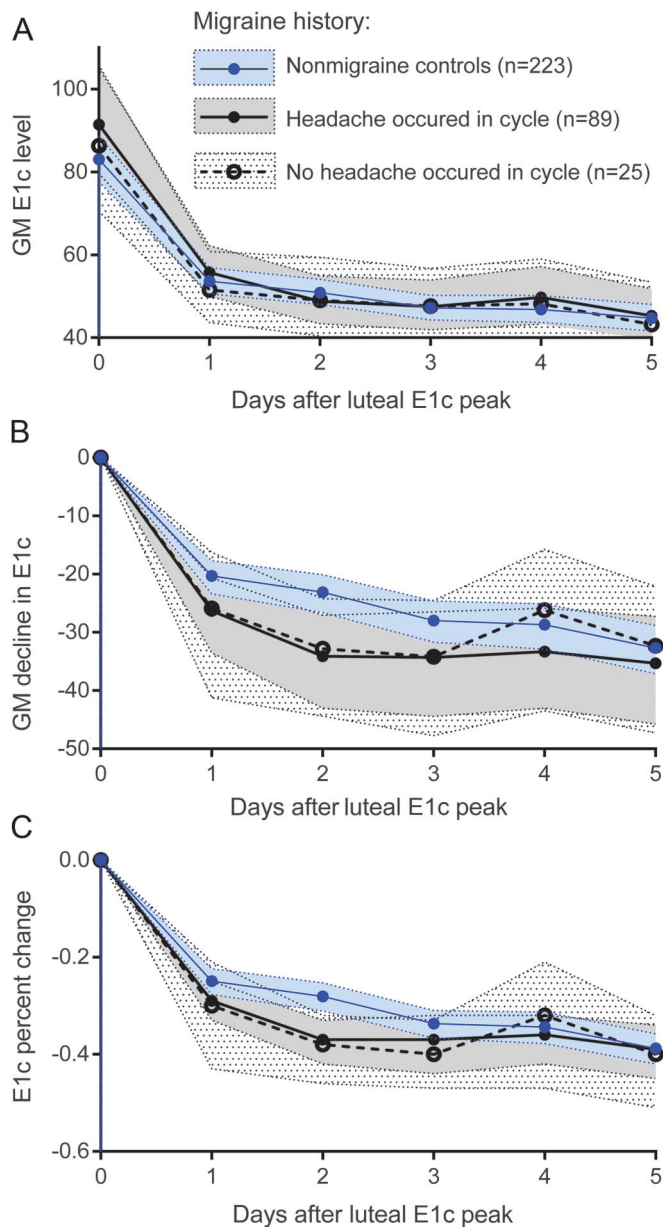 A
Migraine history:
Nonmigraine controls (n=223)
Headache occured in cycle (n=89)
No headache occured in cycle (n=25)
GM E1c level
100
80
60
40
0 1 2 3 4 5
Days after luteal E1c peak
B
GM decline in E1c
0
-10
-20
-30
-40
-50
0 1 2 3 4 5
Days after luteal E1c peak
C
E1c percent change
0.0
-0.2
-0.4
-0.6
0 1 2 3 4 5
Days after luteal E1c peak